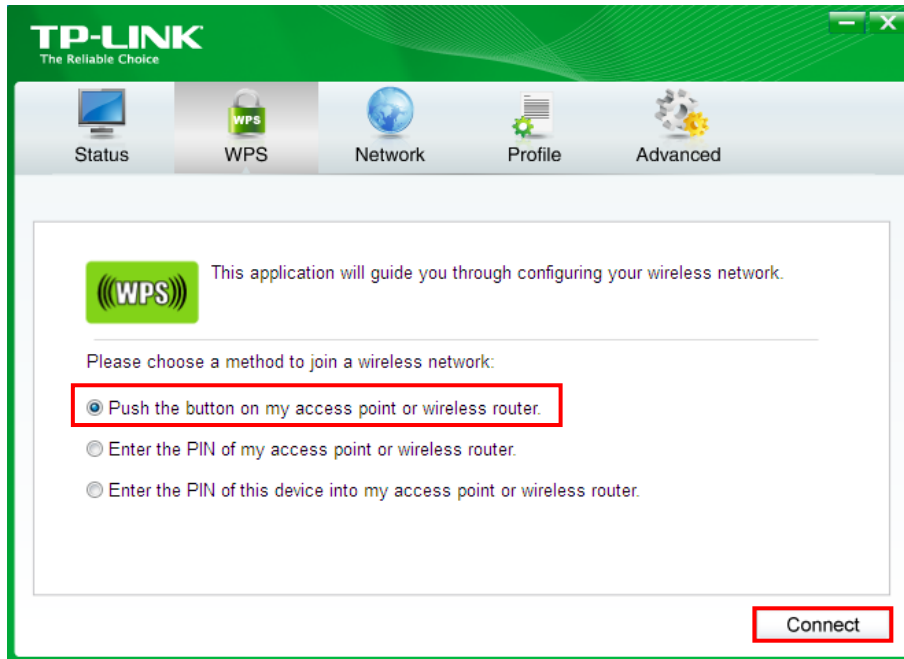 TP-LINK
The Reliable Choice
Status WPS Network Profile Advanced
WPS
This application will guide you through configuring your wireless network.
(((WPS)))
Please choose a method to join a wireless network:
Push the button on my access point or wireless router.
Enter the PIN of my access point or wireless router.
Enter the PIN of this device into my access point or wireless router.
Connect